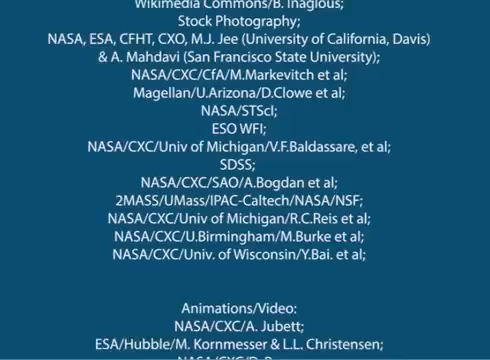 Wikimedia Commons/B. Inaglous;
Stock Photography;
NASA, ESA, CFHT, CXO, M.J. Jee (University of California, Davis)
& A. Mahdavi (San Francisco State University);
NASA/CXC/CfA/M.Markevitch et al;
Magellan/U.Arizona/D.Clowe et al;
NASA/STScI;
ESO WFI;
NASA/CXC/Univ of Michigan/V.F.Baldassare, et al;
SDSS;
NASA/CXC/SAO/A.Bogdan et al;
2MASS/UMass/IPAC-Caltech/NASA/NSF;
NASA/CXC/Univ of Michigan/R.C.Reis et al;
NASA/CXC/U.Birmingham/M.Burke et al;
NASA/CXC/Univ. of Wisconsin/Y.Bai. et al;
Animations/Video:
NASA/CXC/A. Jubett;
ESA/Hubble/M. Kornmesser & L.L. Christensen;